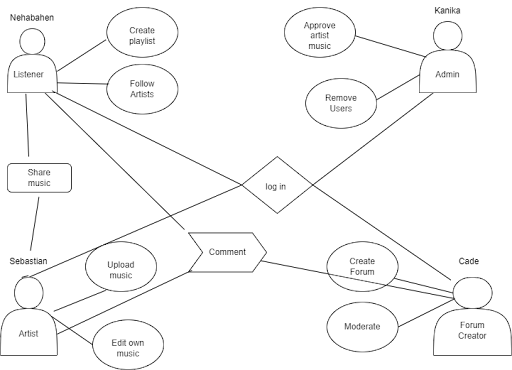 Nehabahen
Kanika
Create
playlist
Approve
artist
music
Listener
Follow
Artists
Admin
Remove
Users
Share
music
log in
Sebastian
Upload
music
Comment
Create
Forum
Cade
Artist
Edit own
music
Moderate
Forum
Creator